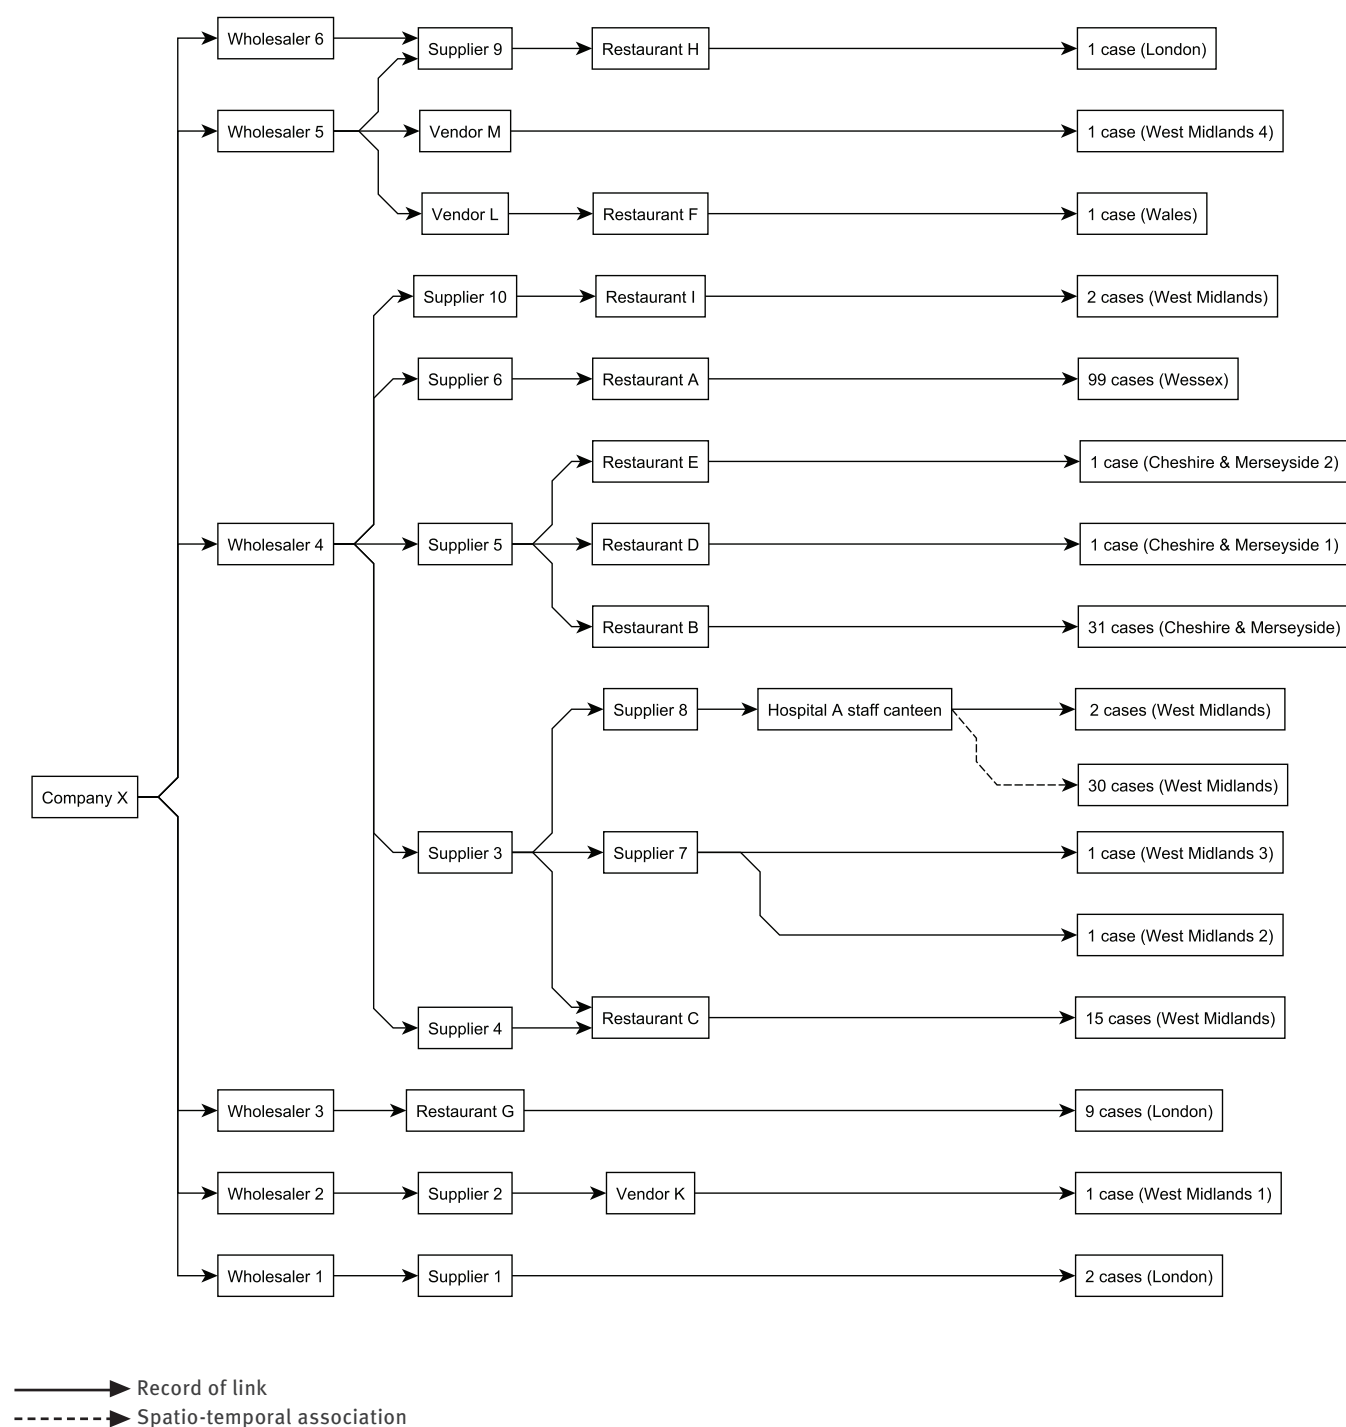 Wholesaler 6
Supplier 9
Restaurant H
1 case (London)
Wholesaler 5
Vendor M
1 case (West Midlands 4)
Vendor L
Restaurant F
1 case (Wales)
Supplier 10
Restaurant I
2 cases (West Midlands)
Supplier 6
Restaurant A
99 cases (Wessex)
Restaurant E
1 case (Cheshire & Merseyside 2)
Wholesaler 4
Supplier 5
Restaurant D
1 case (Cheshire & Merseyside 1)
Restaurant B
31 cases (Cheshire & Merseyside)
Supplier 8
Hospital A staff canteen
2 cases (West Midlands)
30 cases (West Midlands)
Company X
Supplier 3
Supplier 7
1 case (West Midlands 3)
1 case (West Midlands 2)
Supplier 4
Restaurant C
15 cases (West Midlands)
Wholesaler 3
Restaurant G
9 cases (London)
Wholesaler 2
Supplier 2
Vendor K
1 case (West Midlands 1)
Wholesaler 1
Supplier 1
2 cases (London)
Record of link
Spatio-temporal association